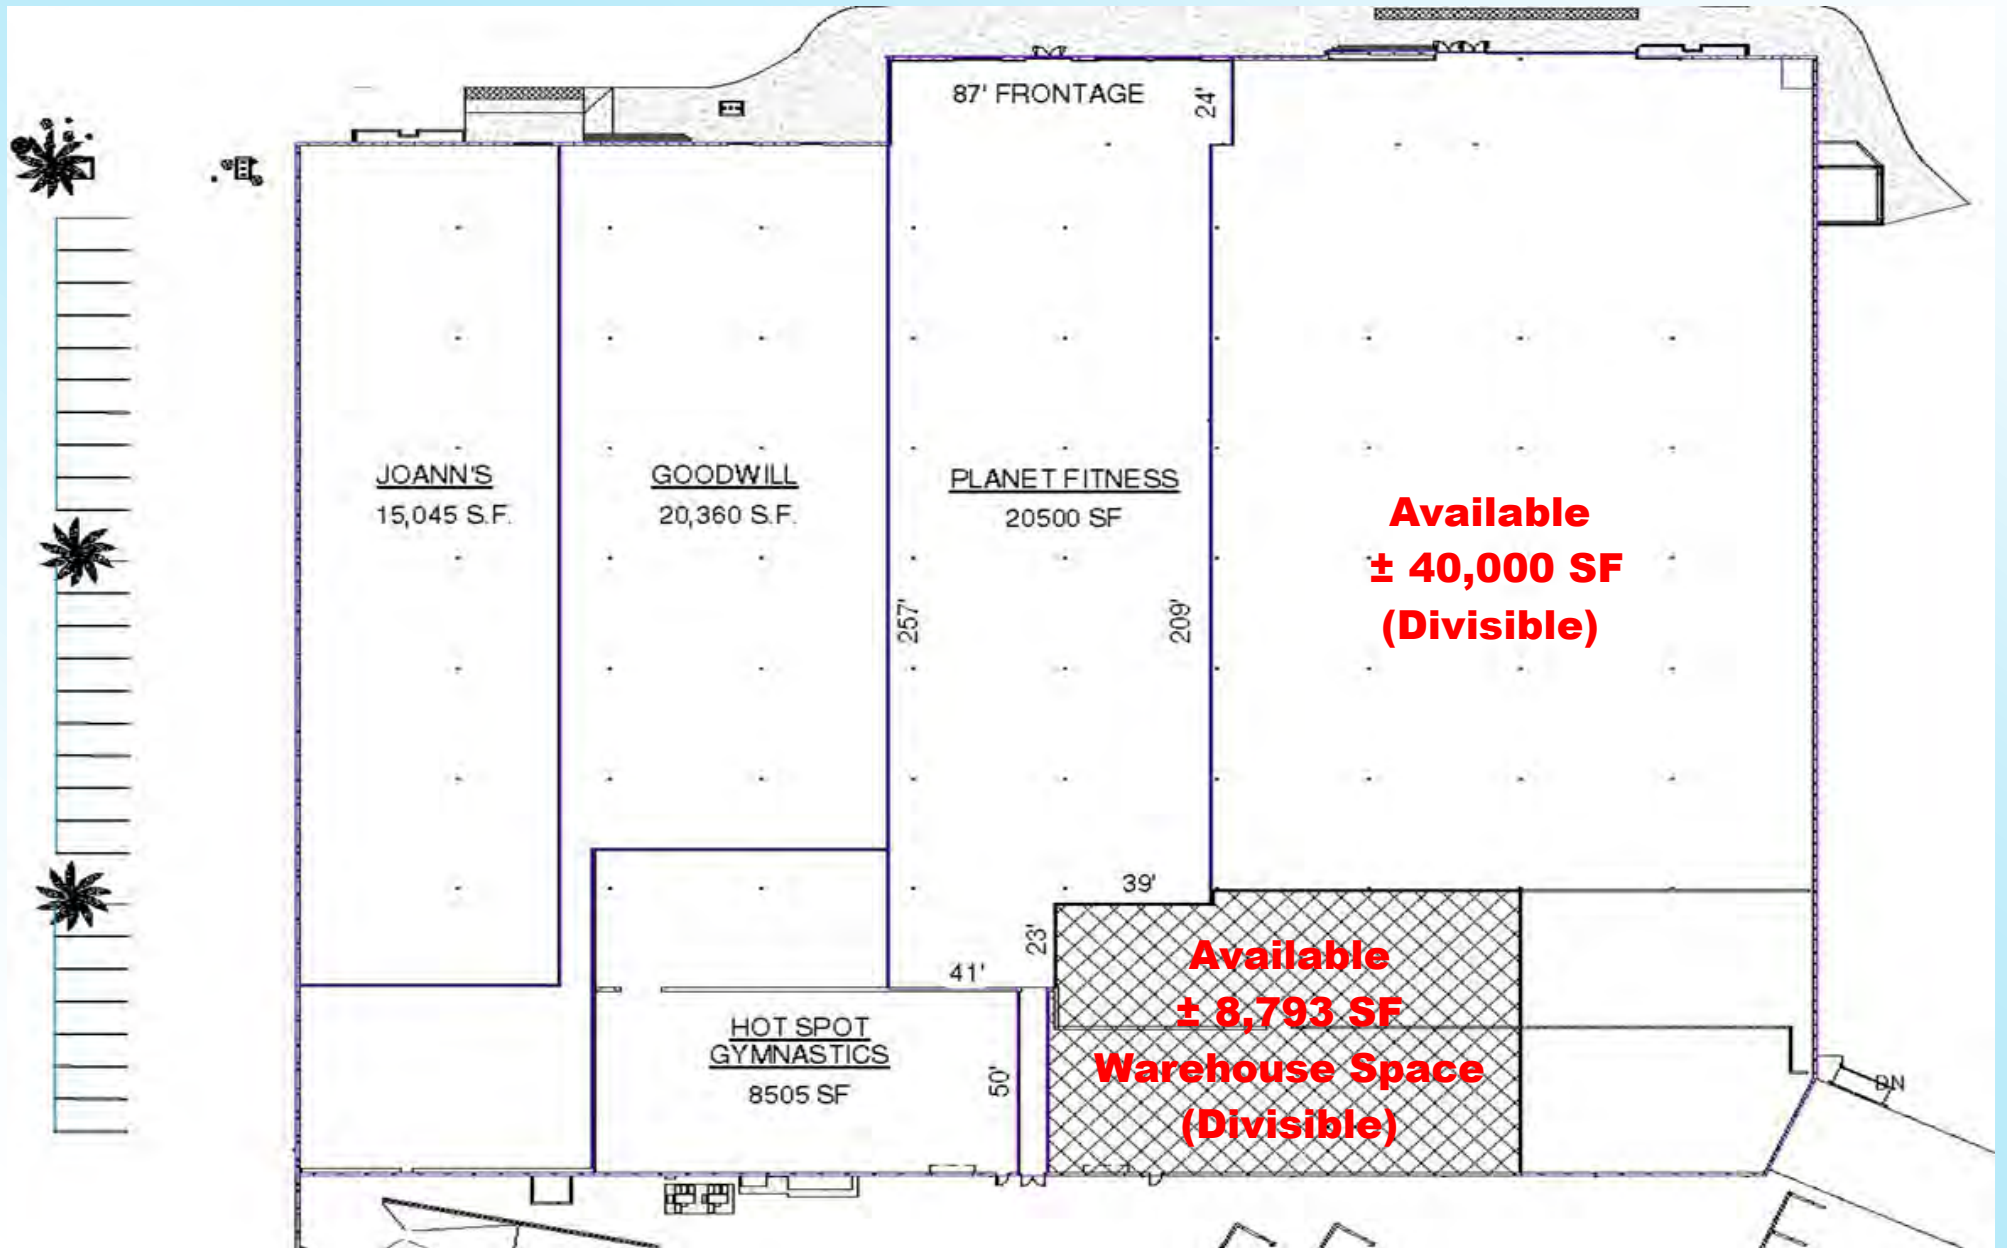 87' FRONTAGE
24'
JOANN'S
15,045 S.F.
GOODWILL
20,360 S.F.
PLANET FITNESS
20500 SF
257'
209'
Available
± 40,000 SF
(Divisible)
39'
23'
41'
HOT SPOT
GYMNASTICS
8505 SF
50'
Available
± 8,793 SF
Warehouse Space
(Divisible)
DN